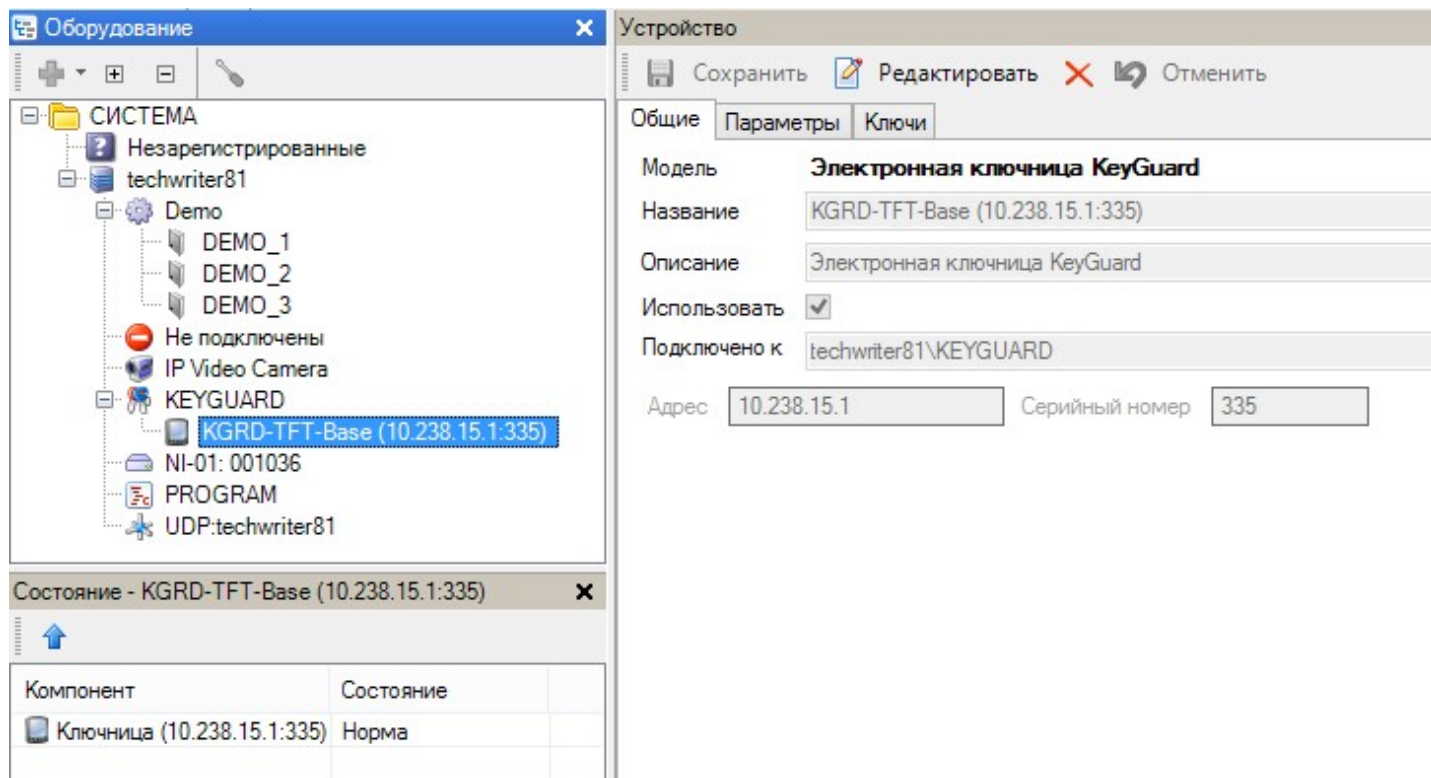 Оборудование
СИСТЕМА
Незарегистрированные
techwriter81
Demo
DEMO_1
DEMO_2
DEMO_3
Не подключены
IP Video Camera
KEYGUARD
KGRD-TFT-Base (10.238.15.1:335)
NI-01: 001036
PROGRAM
UDP:techwriter81
Состояние - KGRD-TFT-Base (10.238.15.1:335)
Компонент Состояние
Ключница (10.238.15.1:335) Норма
Устройство
Сохранить Редактировать Отменить
Общие Параметры Ключи
Модель Электронная ключница KeyGuard
Название KGRD-TFT-Base (10.238.15.1:335)
Описание Электронная ключница KeyGuard
Использовать
Подключено к techwriter81\KEYGUARD
Адрес 10.238.15.1 Серийный номер 335